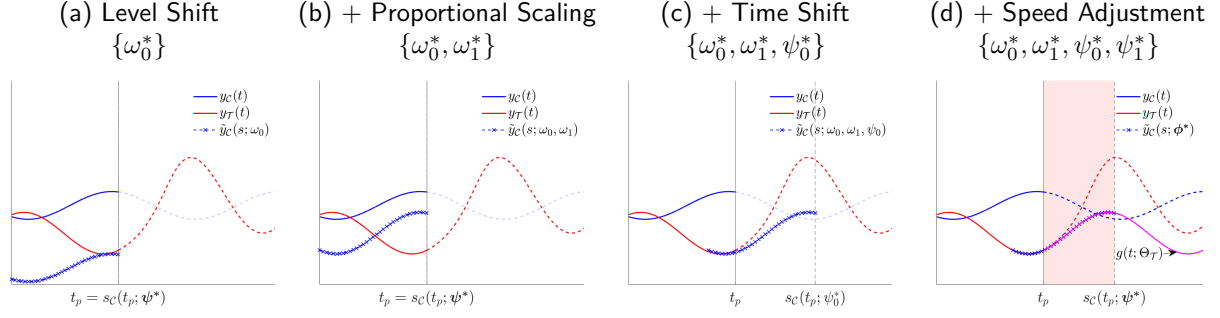 (a) Level Shift
{ω₀*}
y_C(t)
y_T(t)
ỹ_C(s; ω₀)
t_p = s_C(t_p; ψ*)
(b) + Proportional Scaling
{ω₀*, ω₁*}
y_C(t)
y_T(t)
ỹ_C(s; ω₀, ω₁)
t_p = s_C(t_p; ψ*)
(c) + Time Shift
{ω₀*, ω₁*, ψ₀*}
y_C(t)
y_T(t)
ỹ_C(s; ω₀, ω₁, ψ₀)
t_p
s_C(t_p; ψ₀*)
(d) + Speed Adjustment
{ω₀*, ω₁*, ψ₀*, ψ₁*}
y_C(t)
y_T(t)
ỹ_C(s; ϕ*)
g(t; Θ_T)
t_p
s_C(t_p; ψ*)